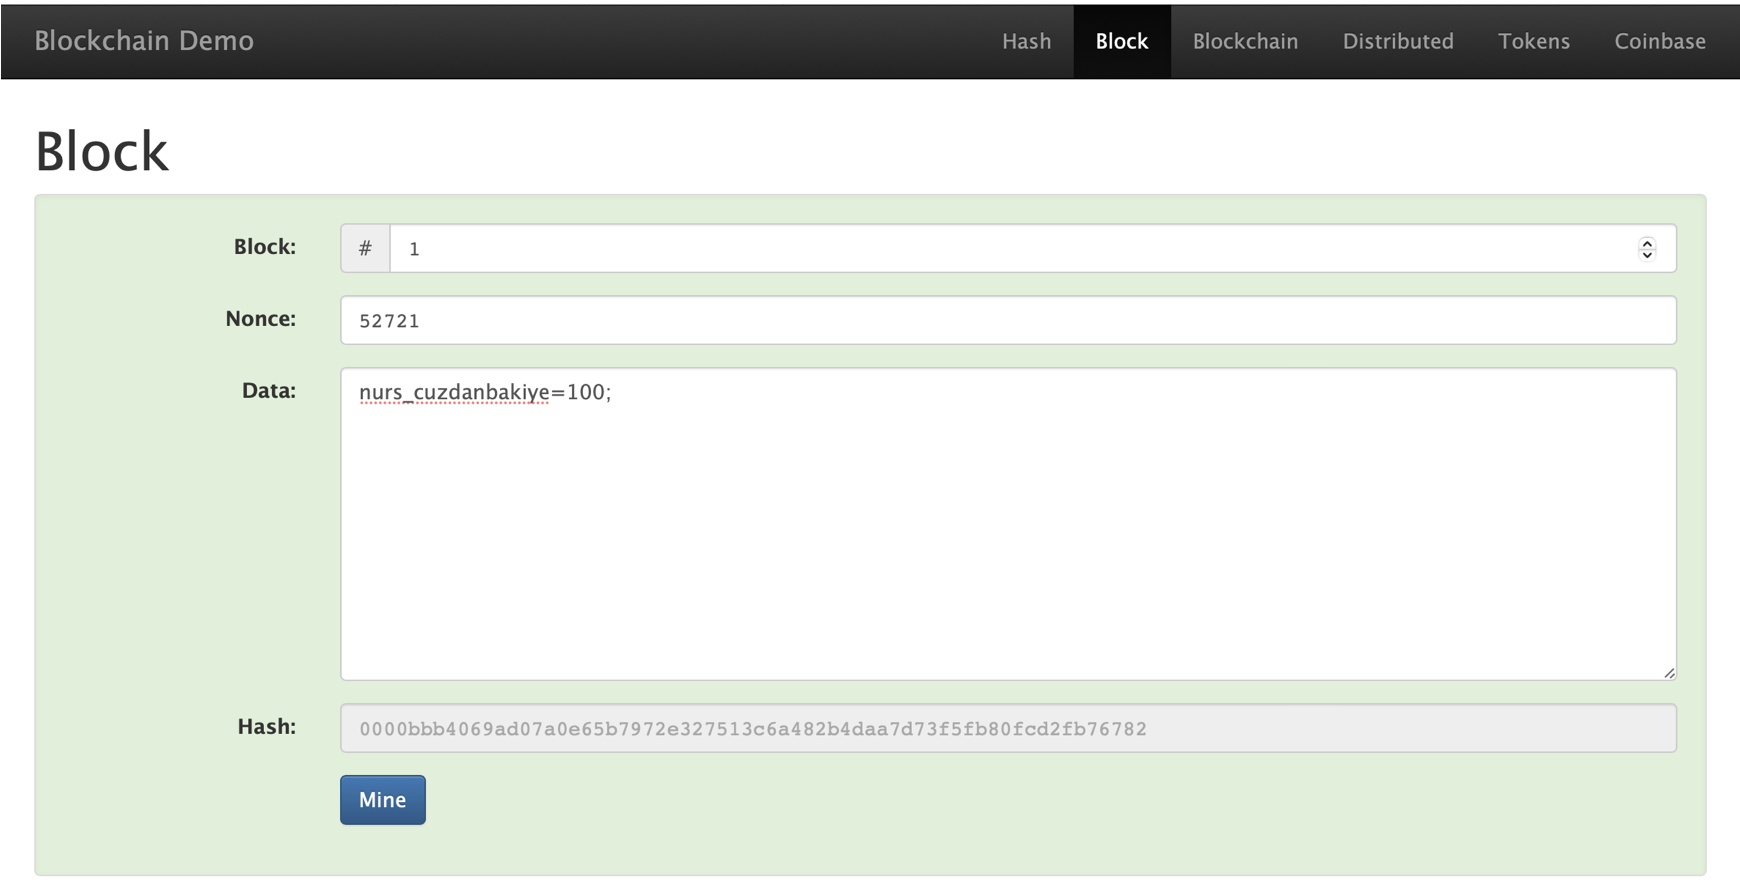 Blockchain Demo Hash Block Blockchain Distributed Tokens Coinbase
Block
Block: # 1
Nonce: 52721
Data: nurs_cuzdanbakiye=100;
Hash: 0000bbb4069ad07a0e65b7972e327513c6a482b4daa7d73f5fb80fcd2fb76782
Mine